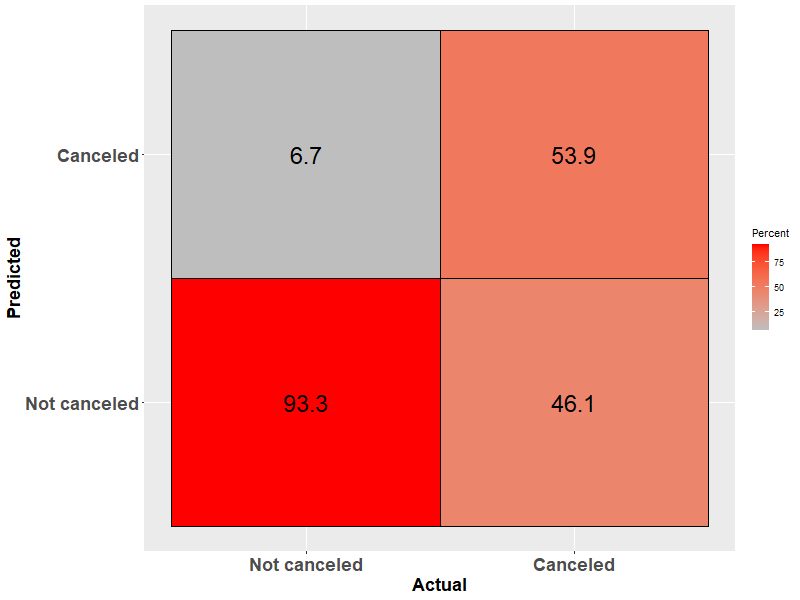 Predicted
Canceled
Not canceled
6.7
53.9
93.3
46.1
Not canceled
Canceled
Actual
Percent
75
50
25